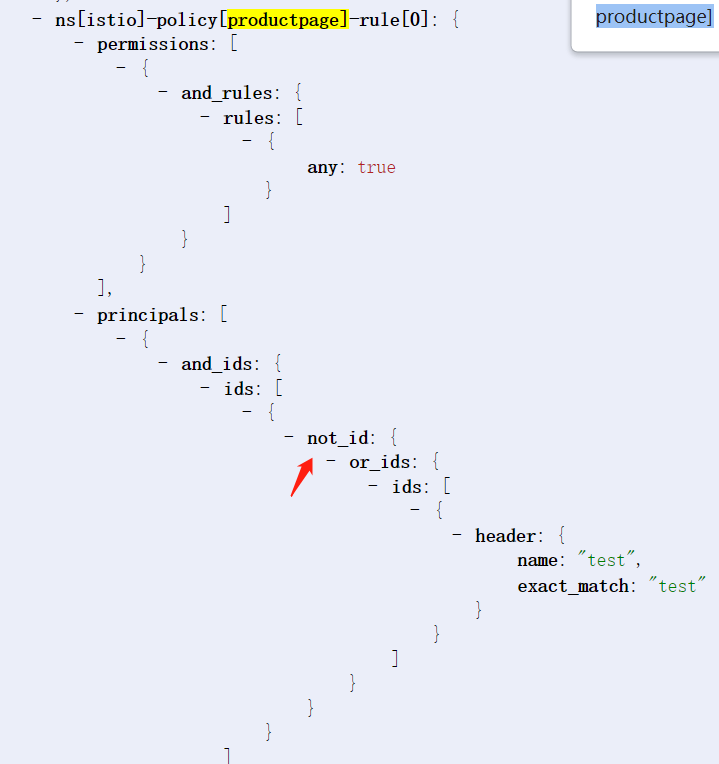 - ns[istio]-policy[productpage]-rule[0]: {
productpage]
- permissions: [
- {
- and_rules: {
- rules: [
- {
any: true
}
]
}
}
],
- principals: [
- {
- and_ids: {
- ids: [
- {
- not_id: {
- or_ids: {
- ids: [
- {
- header: {
name: "test",
exact_match: "test"
}
}
]
}
}
}
]